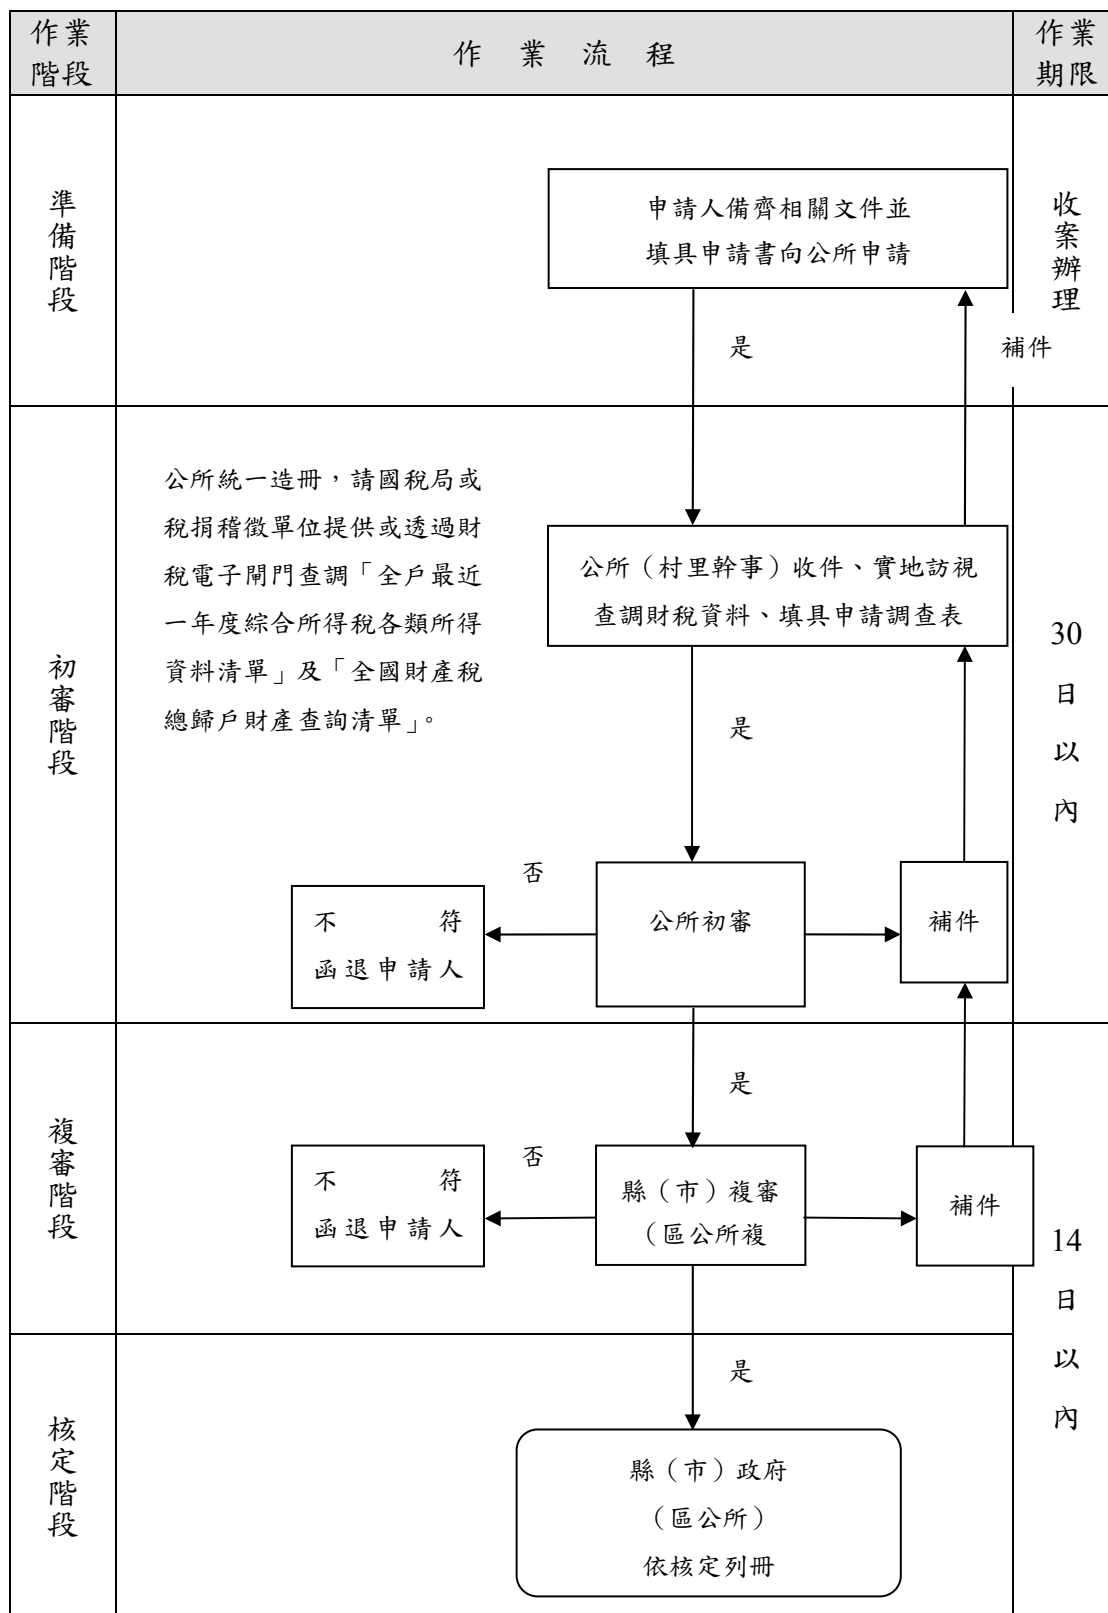 作業
階段
作業流程
作業
期限
準備階段
申請人備齊相關文件並
填具申請書向公所申請
收案辦理
是
補件
初審階段
公所統一造冊，請國稅局或
稅捐稽徵單位提供或透過財
稅電子閘門查調「全戶最近
一年度綜合所得稅各類所得
資料清單」及「全國財產稅
總歸戶財產查詢清單」。
公所（村里幹事）收件、實地訪視
查調財稅資料、填具申請調查表
30
日
以
內
是
否
不符
函退申請人
公所初審
補件
是
複審階段
否
不符
函退申請人
縣（市）複審
（區公所複
補件
14
日
以
內
是
核定階段
縣（市）政府
（區公所）
依核定列冊